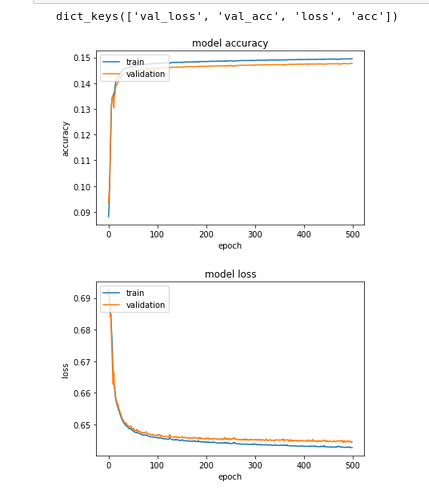 dict_keys(['val_loss', 'val_acc', 'loss', 'acc'])
model accuracy
train
validation
0.15
0.14
0.13
0.12
0.11
0.10
0.09
accuracy
0 100 200 300 400 500
epoch
model loss
train
validation
0.69
0.68
0.67
0.66
0.65
loss
0 100 200 300 400 500
epoch